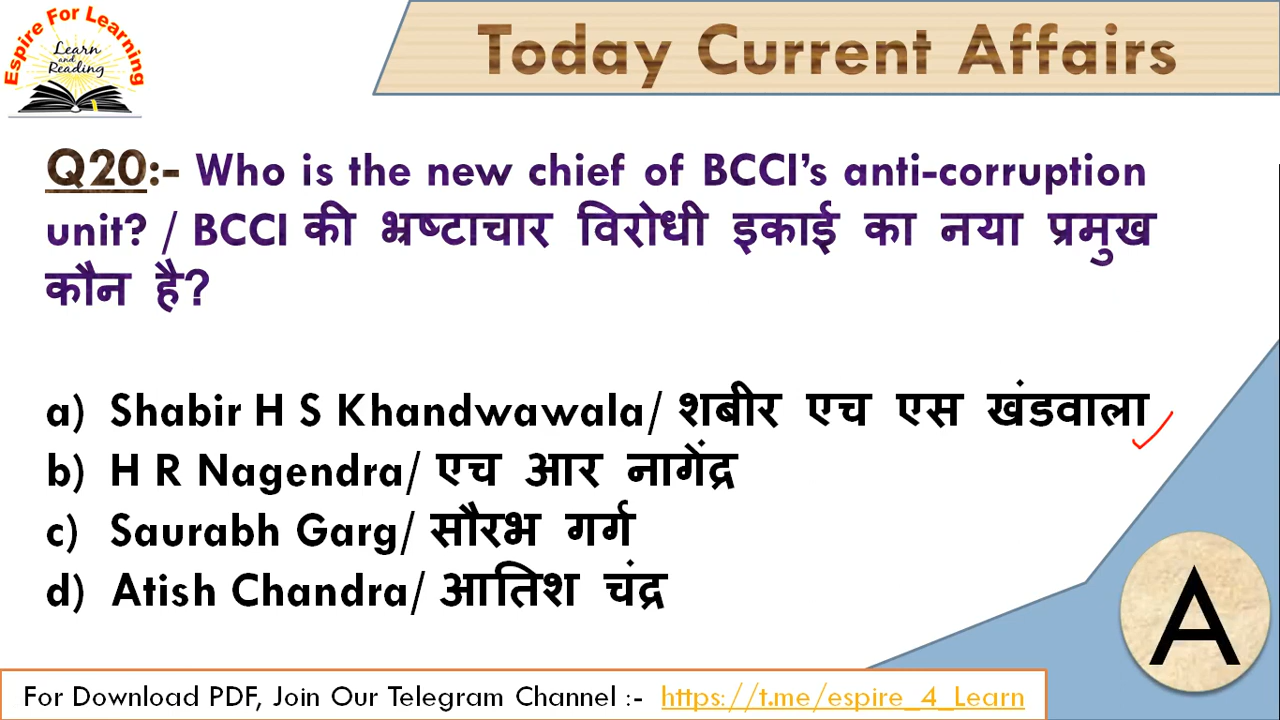 Espire For Learning
Learn
and
Reading
Today Current Affairs
Q20:- Who is the new chief of BCCI’s anti-corruption
unit? / BCCI की भ्रष्टाचार विरोधी इकाई का नया प्रमुख
कौन है?
a) Shabir H S Khandwawala/ शबीर एच एस खंडवाला
b) H R Nagendra/ एच आर नागेंद्र
c) Saurabh Garg/ सौरभ गर्ग
d) Atish Chandra/ आतिश चंद्र
A
For Download PDF, Join Our Telegram Channel :- https://t.me/espire_4_Learn